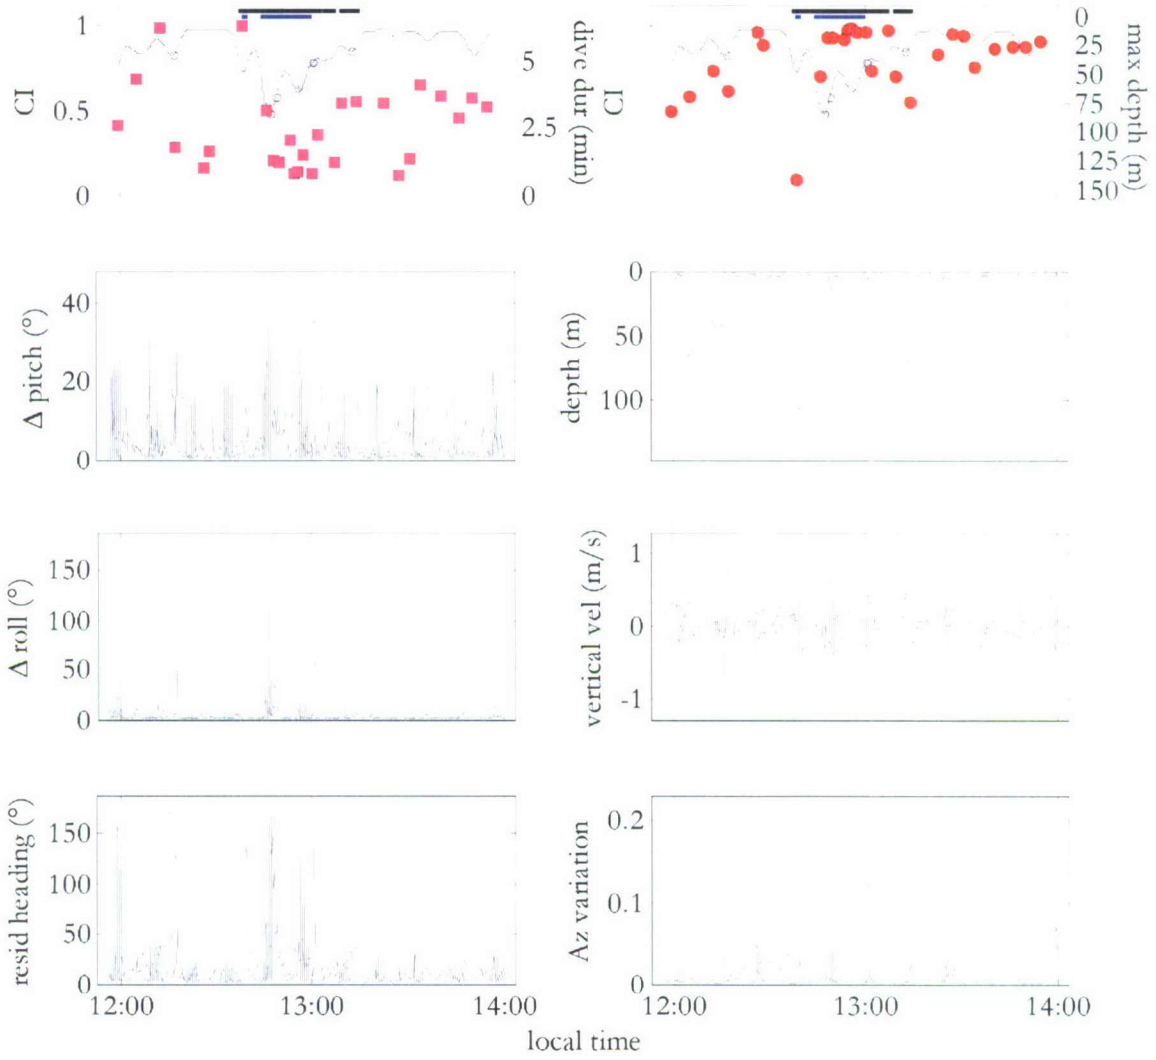 1
0.5
0
CI
5
2.5
0
dive dur (min)
CI
0
25
50
75
100
125
150
max depth (m)
40
20
0
Δ pitch (°)
0
50
100
depth (m)
150
100
50
0
Δ roll (°)
1
0
-1
vertical vel (m/s)
150
100
50
0
resid heading (°)
0.2
0.1
0
Az variation
12:00 13:00 14:00
12:00 13:00 14:00
local time